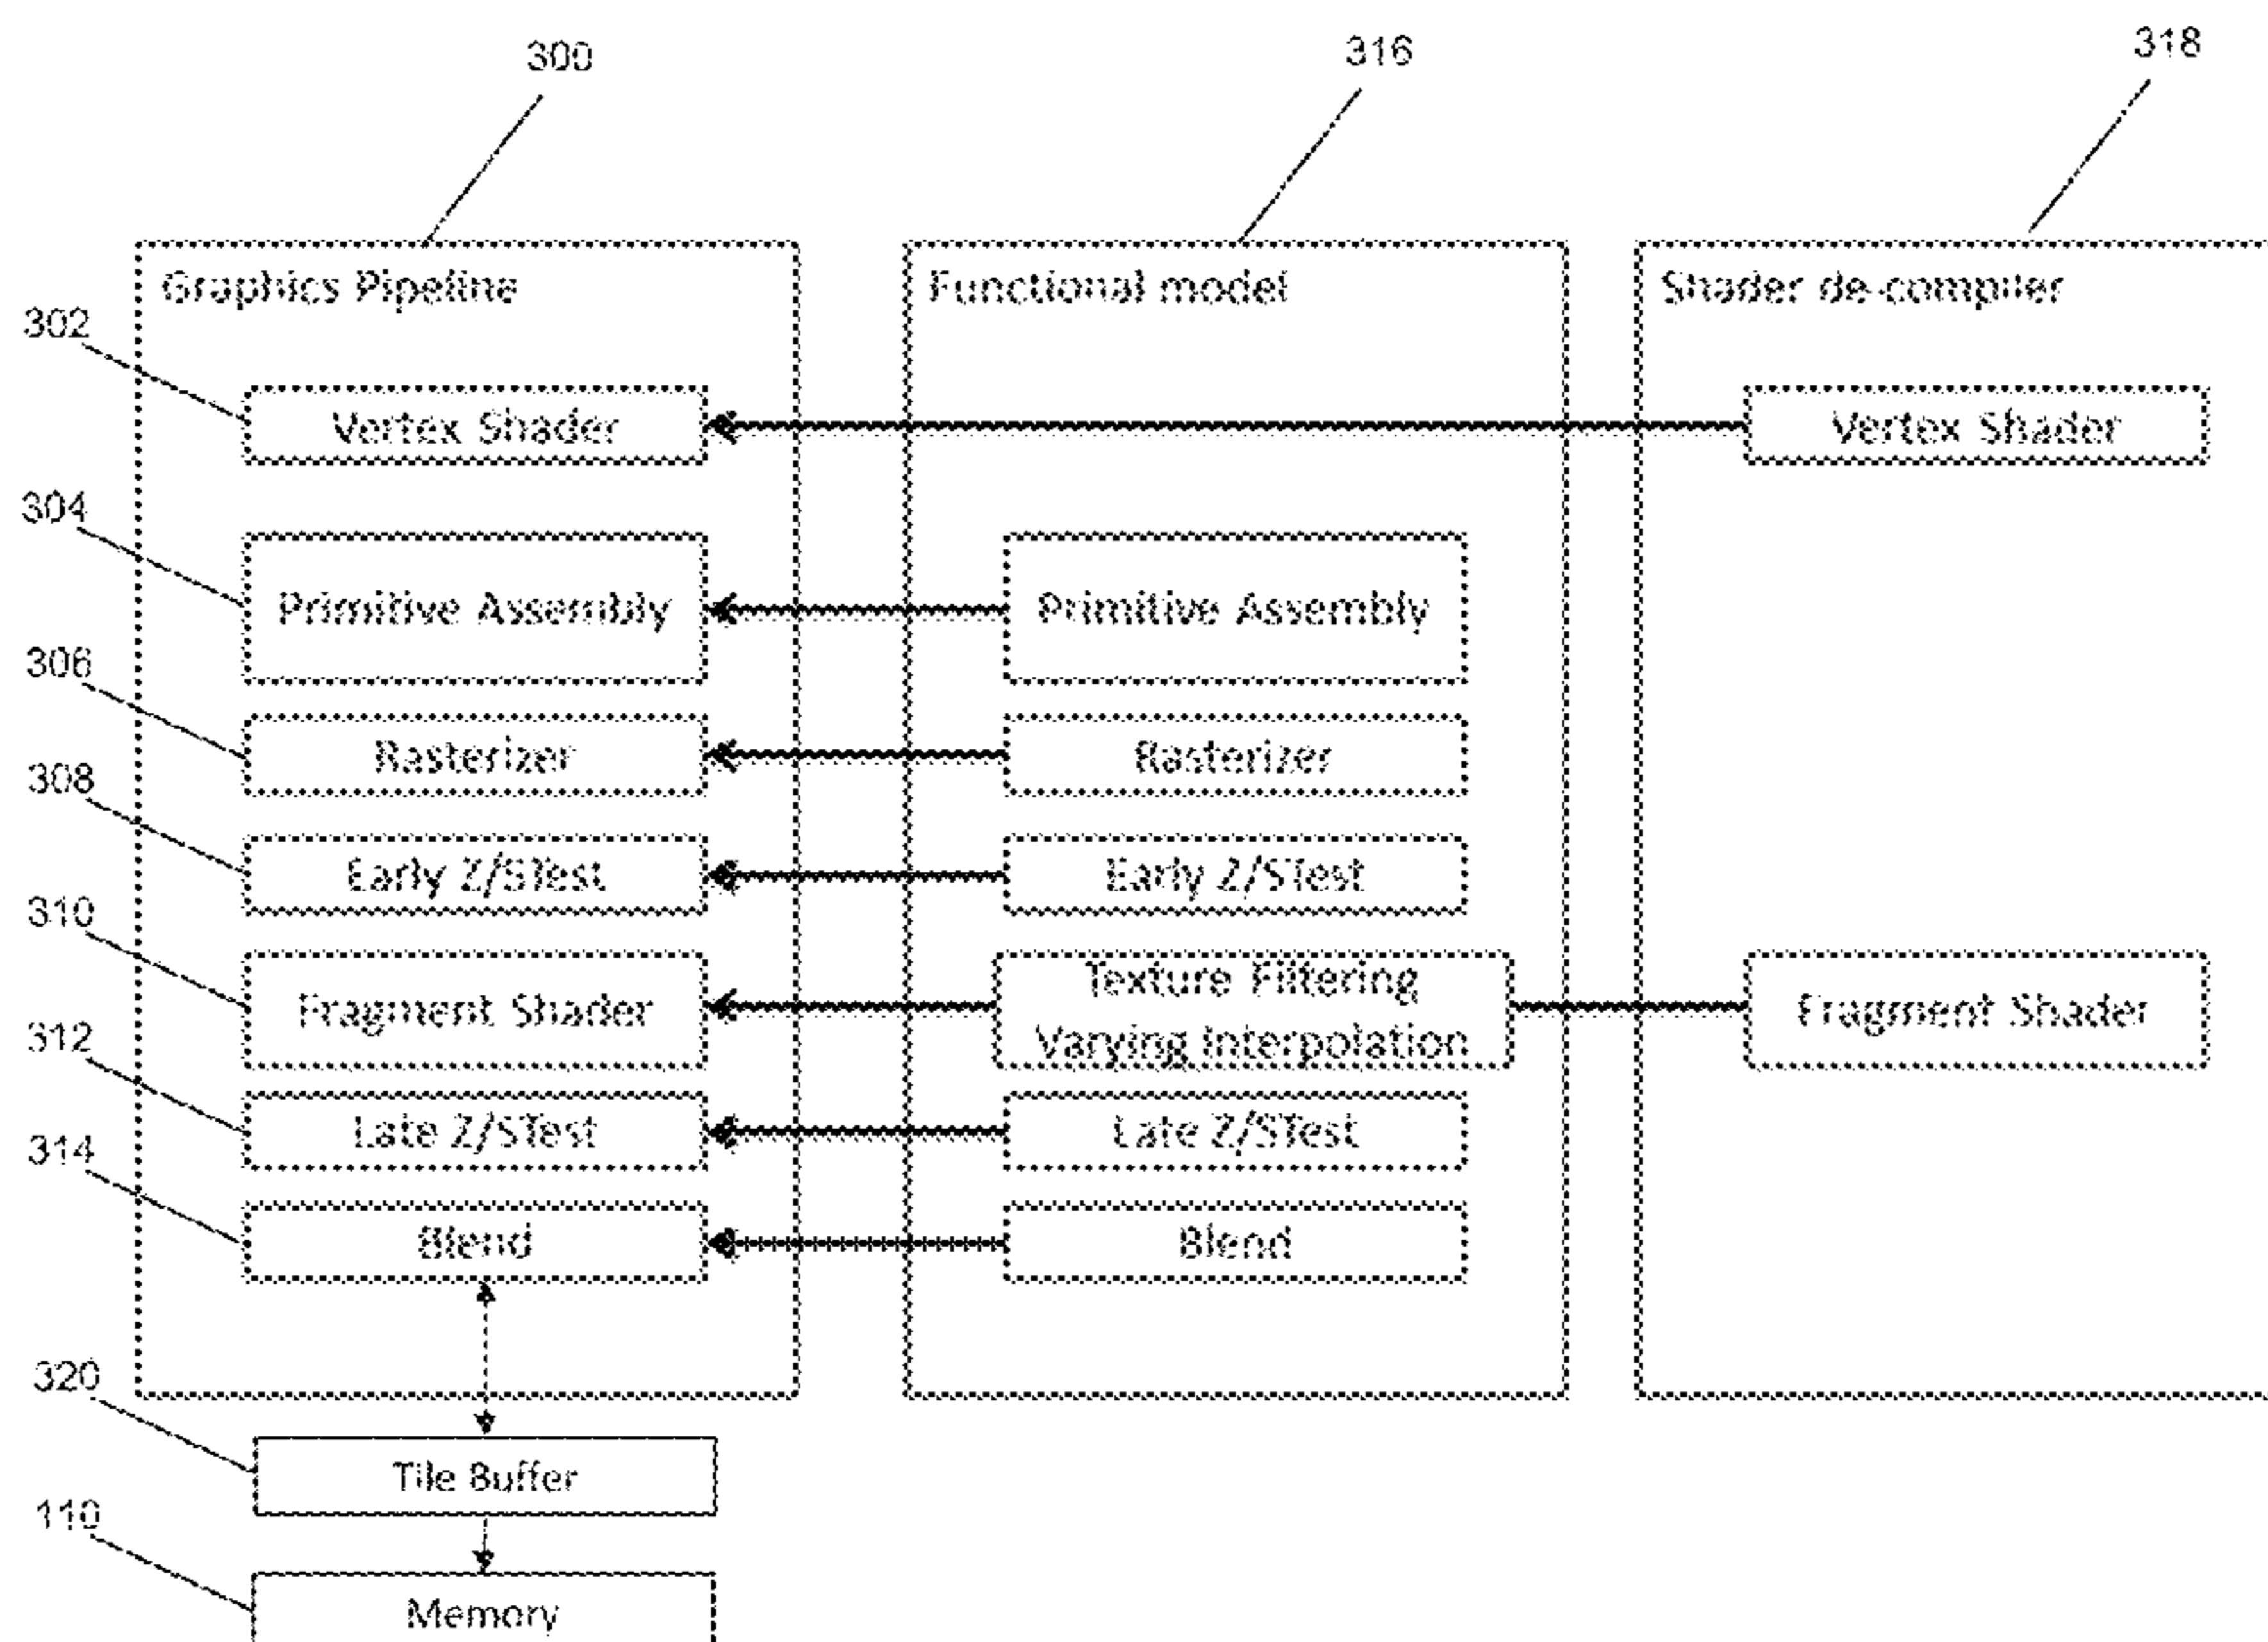 300
316
318
Graphics Pipeline
Functional model
Shader de-compiler
302
Vertex Shader
Vertex Shader
304
Primitive Assembly
Primitive Assembly
306
Rasterizer
Rasterizer
308
Early Z/STest
Early Z/STest
310
Fragment Shader
Texture Filtering
Varying Interpolation
Fragment Shader
312
Late Z/STest
Late Z/STest
314
Blend
Blend
320
Tile Buffer
110
Memory